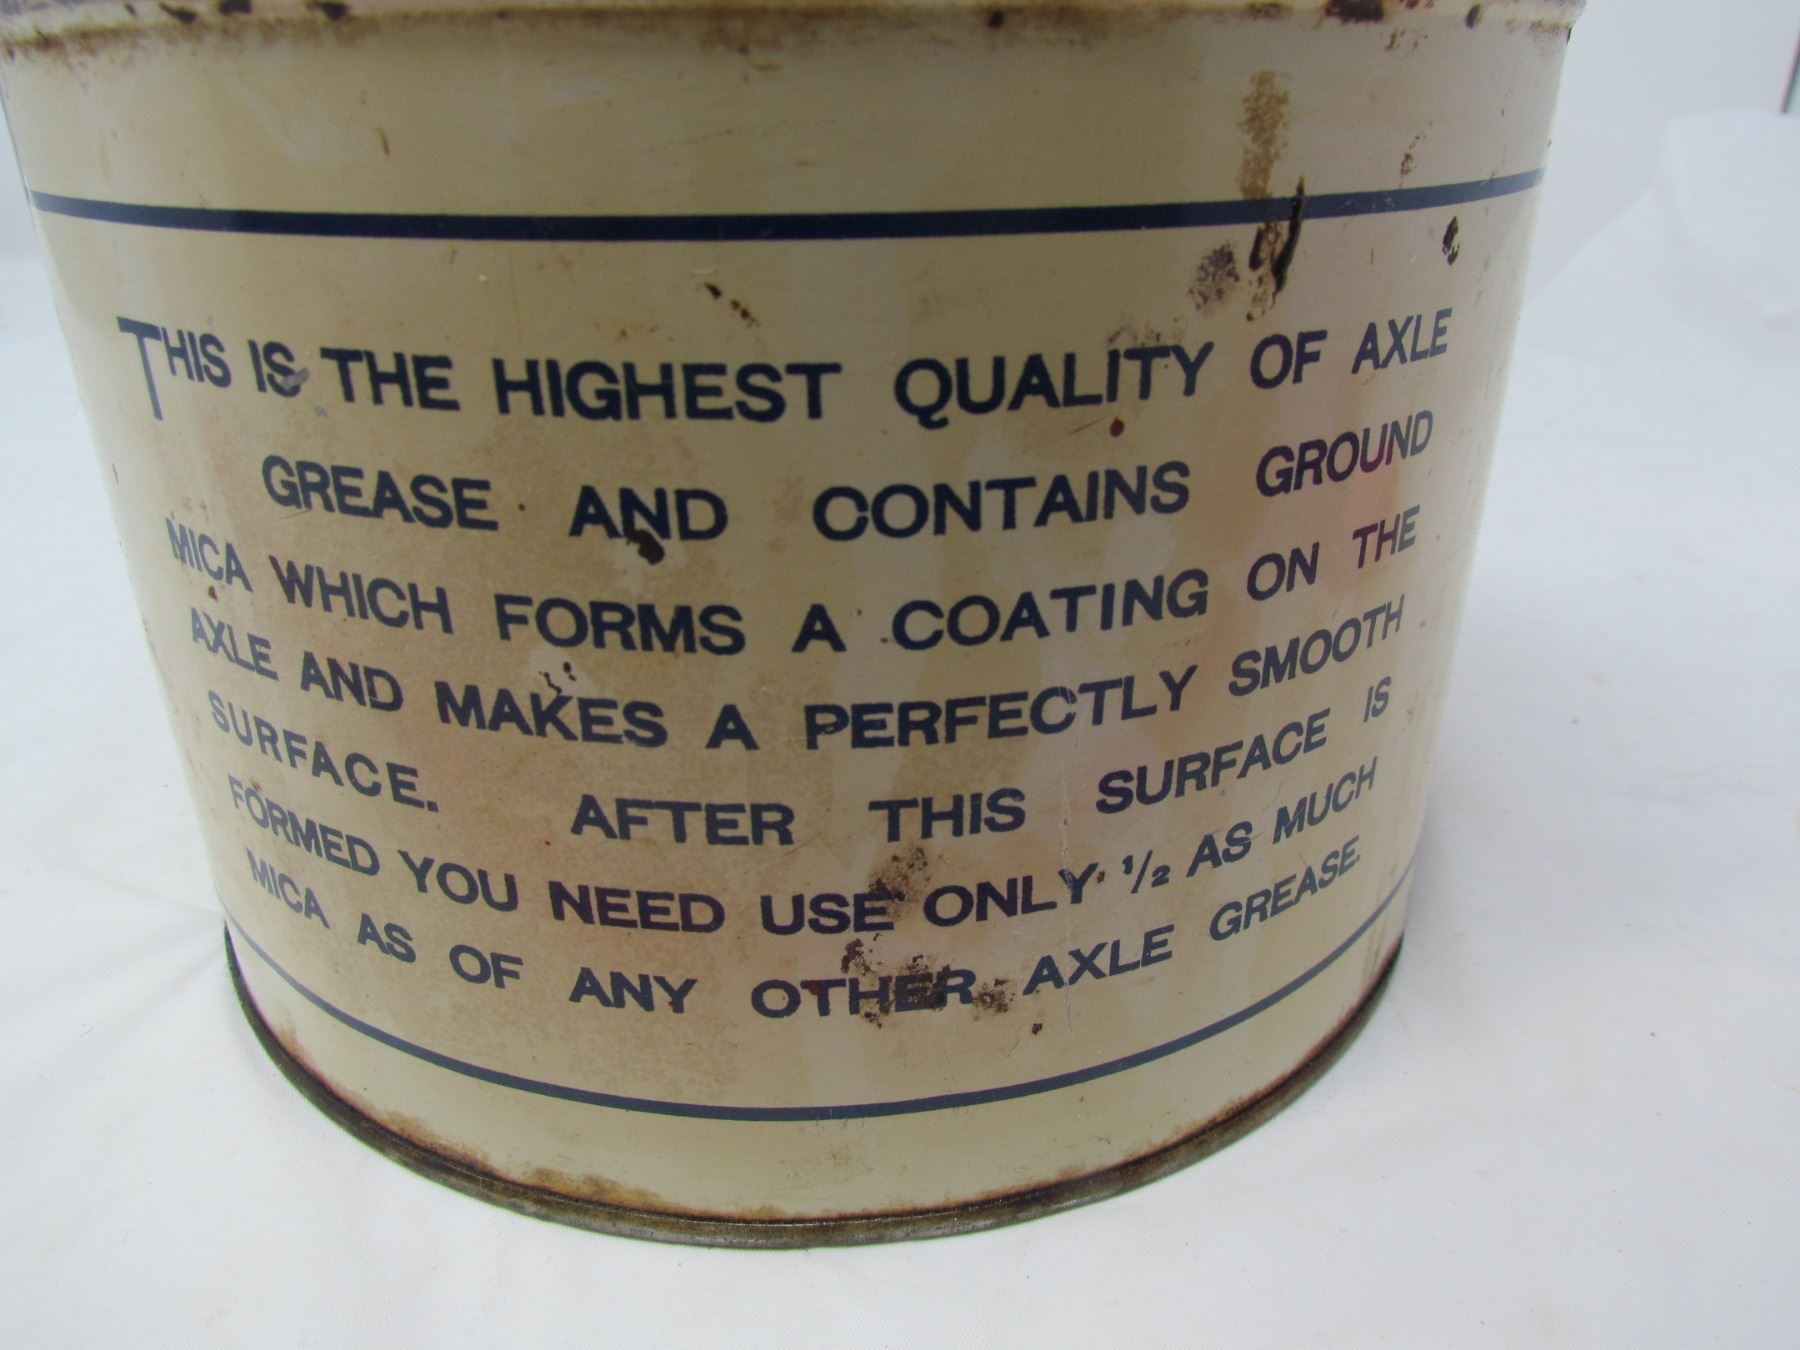 THIS IS THE HIGHEST QUALITY OF AXLE
GREASE AND CONTAINS GROUND
MICA WHICH FORMS A COATING ON THE
AXLE AND MAKES A PERFECTLY SMOOTH
SURFACE. AFTER THIS SURFACE IS
FORMED YOU NEED USE ONLY 1/2 AS MUCH
MICA AS OF ANY OTHER AXLE GREASE.